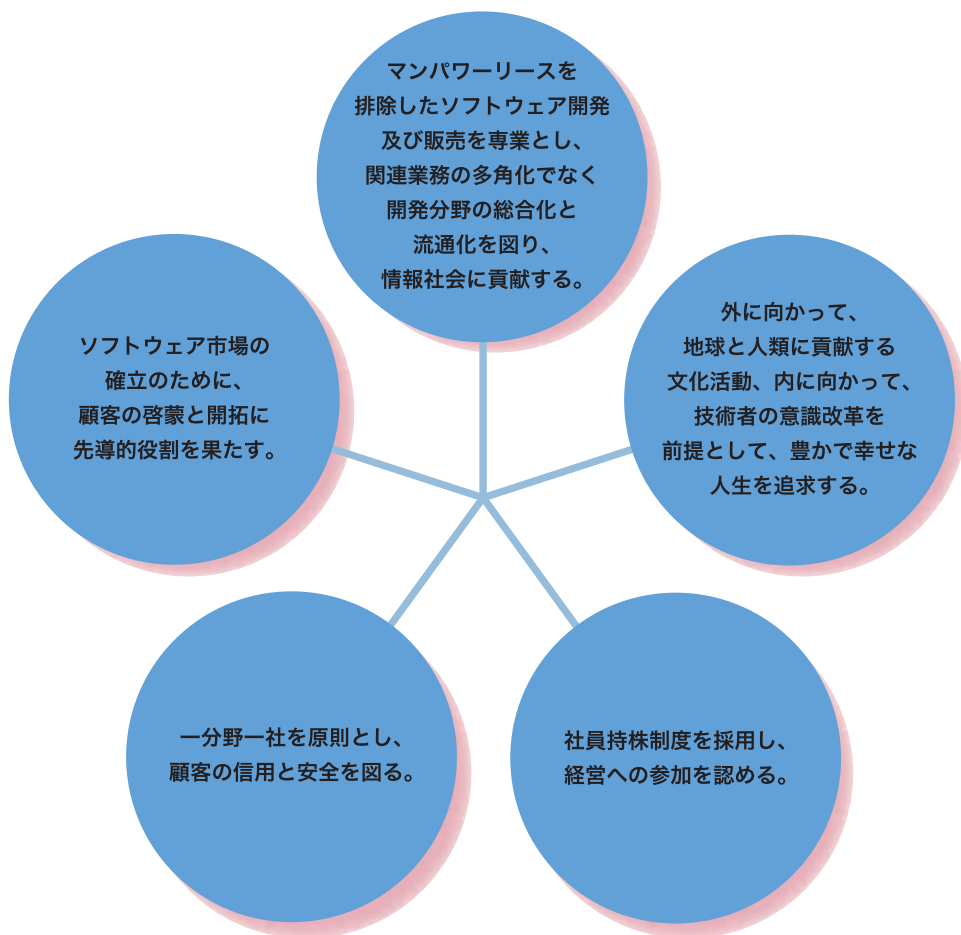 マンパワーリースを
排除したソフトウェア開発
及び販売を専業とし、
関連業務の多角化でなく
開発分野の総合化と
流通化を図り、
情報社会に貢献する。
ソフトウェア市場の
確立のために、
顧客の啓蒙と開拓に
先導的役割を果たす。
外に向かって、
地球と人類に貢献する
文化活動、内に向かって、
技術者の意識改革を
前提として、豊かで幸せな
人生を追求する。
一分野一社を原則とし、
顧客の信用と安全を図る。
社員持株制度を採用し、
経営への参加を認める。